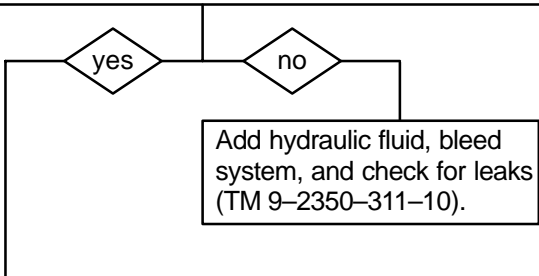 yes
no
Add hydraulic fluid, bleed
system, and check for leaks
(TM 9–2350–311–10).